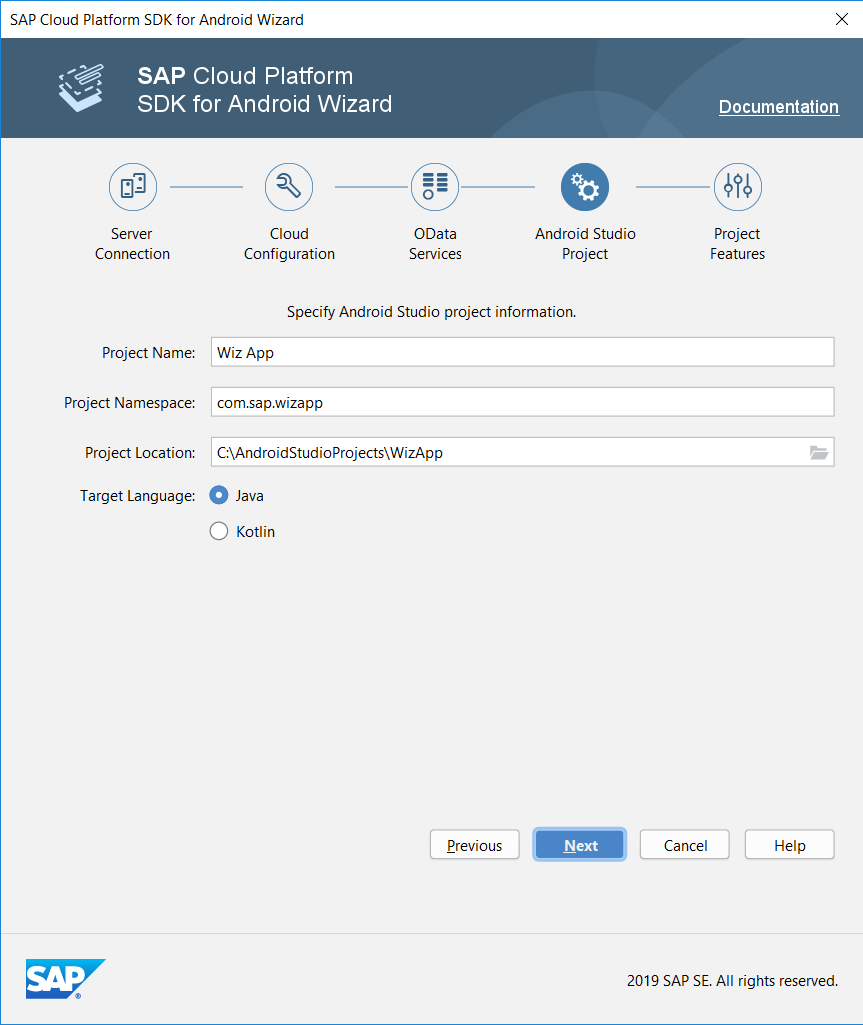 SAP Cloud Platform SDK for Android Wizard
SAP Cloud Platform
SDK for Android Wizard
Documentation
Server
Connection
Cloud
Configuration
OData
Services
Android Studio
Project
Project
Features
Specify Android Studio project information.
Project Name: Wiz App
Project Namespace: com.sap.wizapp
Project Location: C:\AndroidStudioProjects\WizApp
Target Language: Java
Kotlin
Previous Next Cancel Help
SAP ® 2019 SAP SE. All rights reserved.